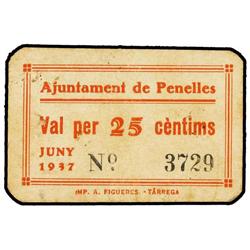 Ajuntament de Penelles
Val per 25 cèntims
JUNY
1937 Nº 3729
IMP. A. FIGUERES - TÀRREGA